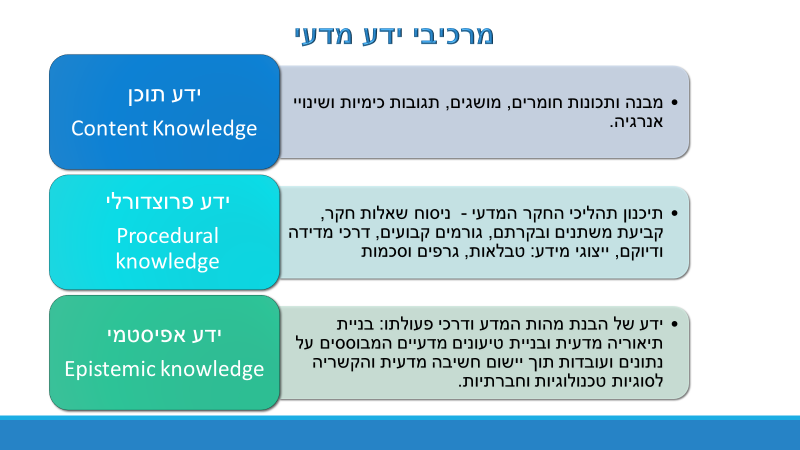 מרכיבי ידע מדעי
ידע תוכן
Content Knowledge
• מבנה ותכונות חומרים, מושגים, תגובות כימיות ושינויי
אנרגיה.
ידע פרוצדורלי
Procedural
knowledge
• תיכנון תהליכי החקר המדעי - ניסוח שאלות חקר,
קביעת משתנים ובקרתם, גורמים קבועים, דרכי מדידה
ודיוקם, ייצוגי מידע: טבלאות, גרפים וסכמות
ידע אפיסטמי
Epistemic knowledge
• ידע של הבנת מהות המדע ודרכי פעולתו: בניית
תיאוריה מדעית ובניית טיעונים מדעיים המבוססים על
נתונים ועובדות תוך יישום חשיבה מדעית והקשריה
לסוגיות טכנולוגיות וחברתיות.